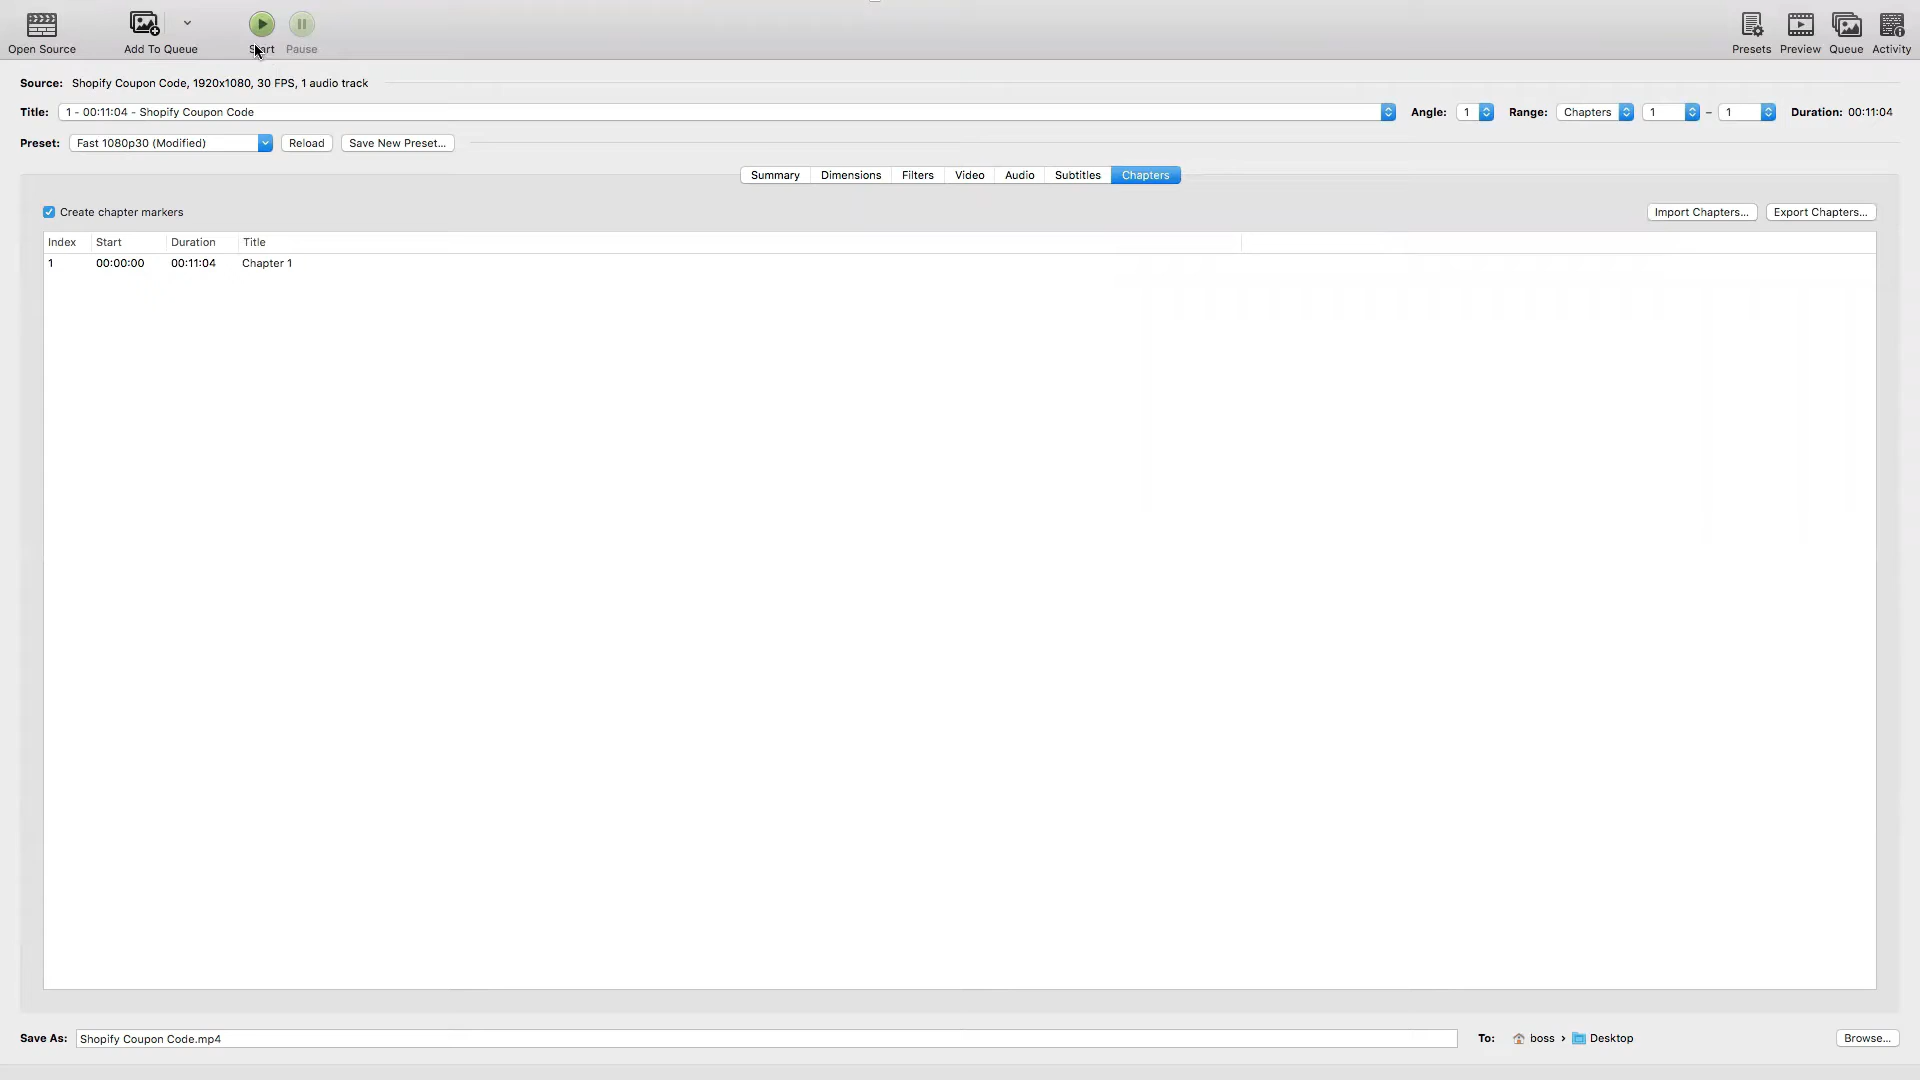 Open Source Add To Queue Start Pause Presets Preview Queue Activity
Source: Shopify Coupon Code, 1920x1080, 30 FPS, 1 audio track
Title: 1 - 00:11:04 - Shopify Coupon Code Angle: 1 Range: Chapters 1 - 1 Duration: 00:11:04
Preset: Fast 1080p30 (Modified) Reload Save New Preset...
Summary Dimensions Filters Video Audio Subtitles Chapters
Create chapter markers Import Chapters... Export Chapters...
Index Start Duration Title
1 00:00:00 00:11:04 Chapter 1
Save As: Shopify Coupon Code.mp4 To: boss › Desktop Browse...